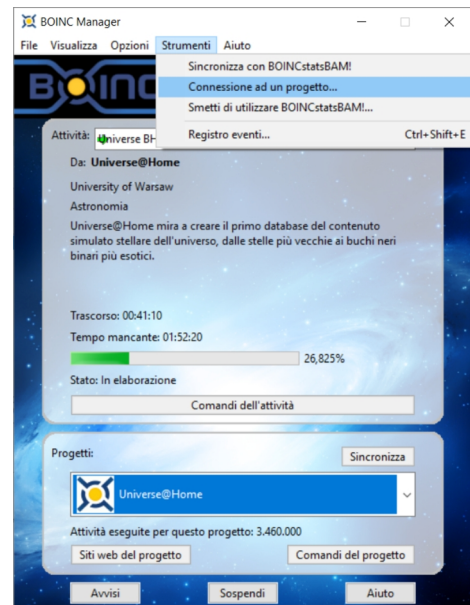 BOINC Manager
File Visualizza Opzioni Strumenti Aiuto
Sincronizza con BOINCstatsBAM!
Connessione ad un progetto...
Smetti di utilizzare BOINCstatsBAM!...
Registro eventi... Ctrl+Shift+E
BOINC
Attività: Universe BH
Da: Universe@Home
University of Warsaw
Astronomia
Universe@Home mira a creare il primo database del contenuto
simulato stellare dell'universo, dalle stelle più vecchie ai buchi neri
binari più esotici.
Trascorso: 00:41:10
Tempo mancante: 01:52:20
26,825%
Stato: In elaborazione
Comandi dell'attività
Progetti:
Sincronizza
Universe@Home
Attività eseguite per questo progetto: 3.460.000
Siti web del progetto Comandi del progetto
Avvisi Sospendi Aiuto